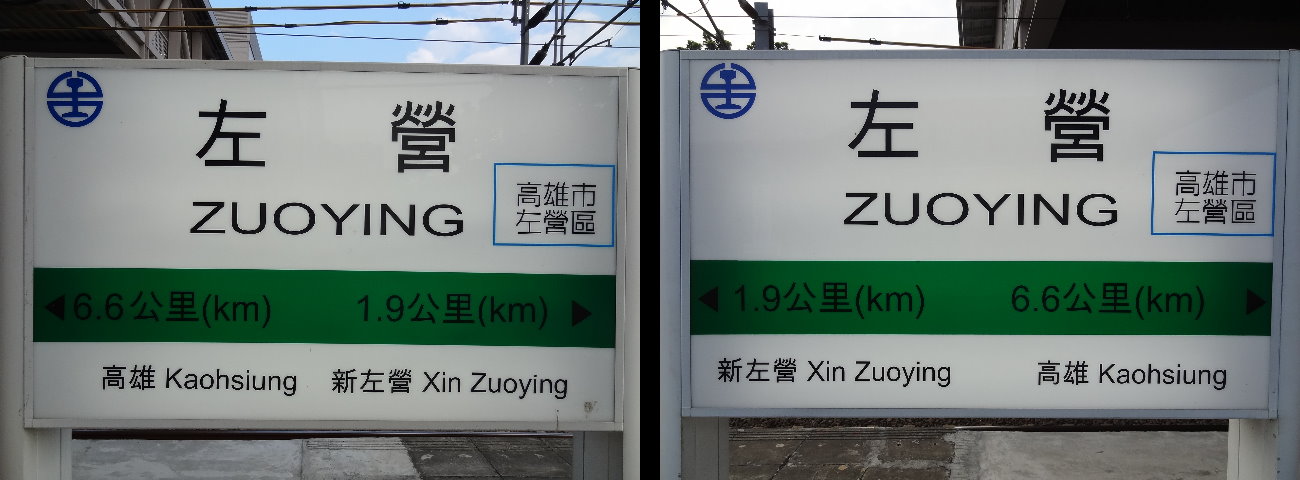 左營
ZUOYING
高雄市
左營區
6.6公里(km) 1.9公里(km)
高雄 Kaohsiung 新左營 Xin Zuoying
左營
ZUOYING
高雄市
左營區
1.9公里(km) 6.6公里(km)
新左營 Xin Zuoying 高雄 Kaohsiung